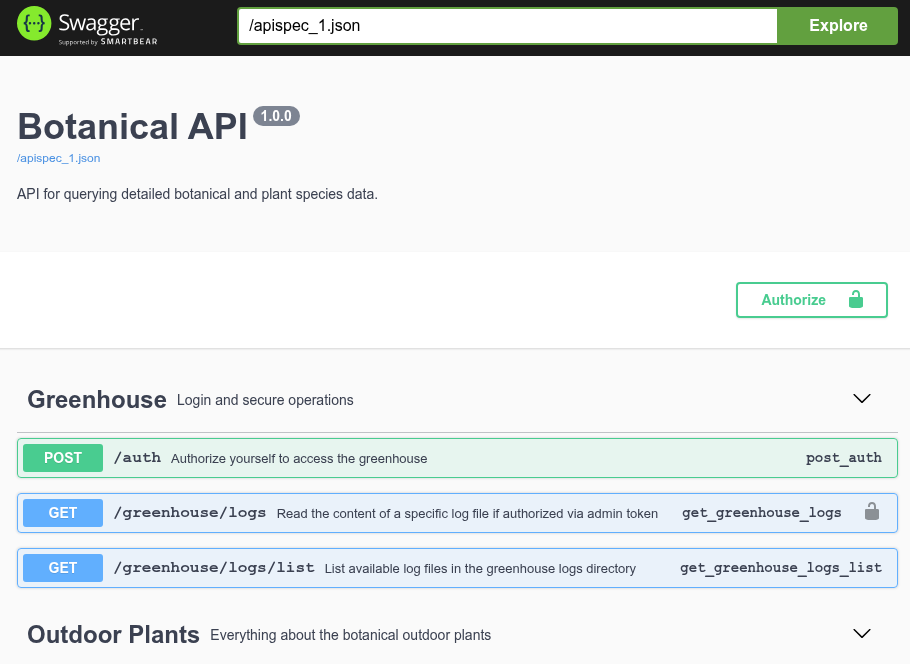 Swagger
Supported by SMARTBEAR
/apispec_1.json
Explore
Botanical API 1.0.0
/apispec_1.json
API for querying detailed botanical and plant species data.
Authorize
Greenhouse Login and secure operations
POST /auth Authorize yourself to access the greenhouse post_auth
GET /greenhouse/logs Read the content of a specific log file if authorized via admin token get_greenhouse_logs
GET /greenhouse/logs/list List available log files in the greenhouse logs directory get_greenhouse_logs_list
Outdoor Plants Everything about the botanical outdoor plants